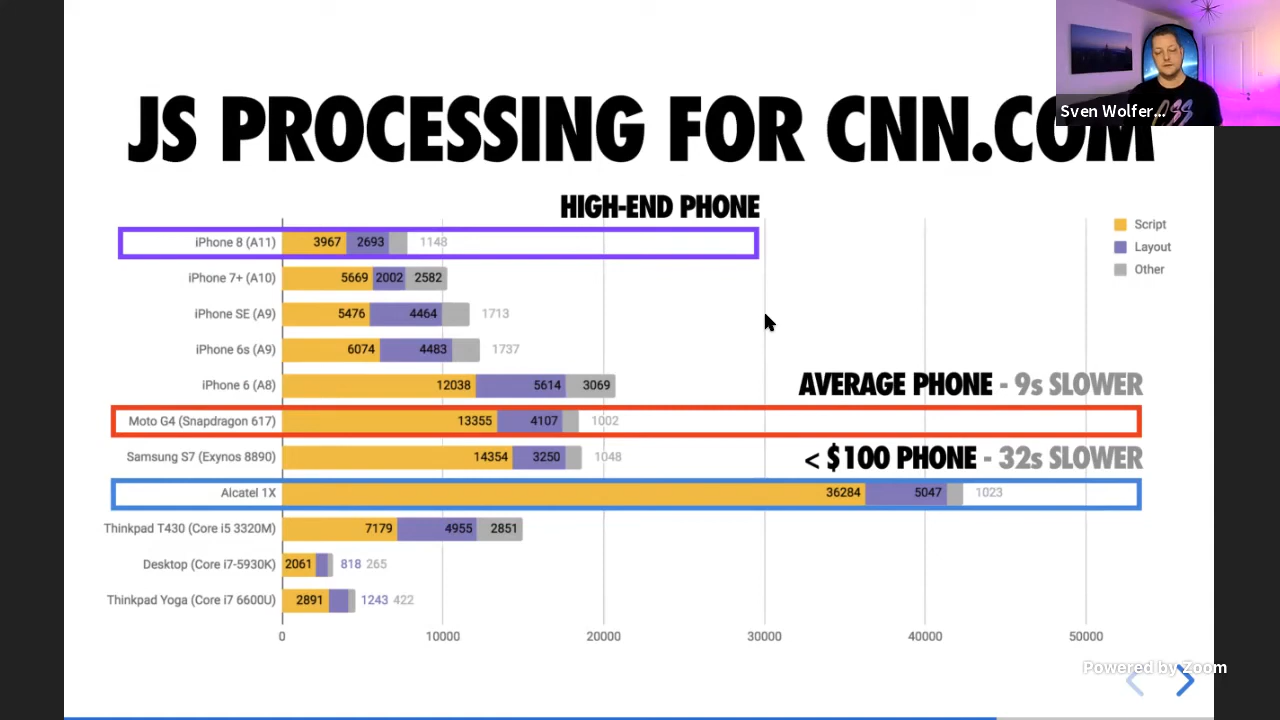 JS PROCESSING FOR CNN.COM
Sven Wolfer...
HIGH-END PHONE
Script
Layout
Other
iPhone 8 (A11) 3967 2693 1148
iPhone 7+ (A10) 5669 2002 2582
iPhone SE (A9) 5476 4464 1713
iPhone 6s (A9) 6074 4483 1737
iPhone 6 (A8) 12038 5614 3069
AVERAGE PHONE - 9s SLOWER
Moto G4 (Snapdragon 617) 13355 4107 1002
Samsung S7 (Exynos 8890) 14354 3250 1048
< $100 PHONE - 32s SLOWER
Alcatel 1X 36284 5047 1023
Thinkpad T430 (Core i5 3320M) 7179 4955 2851
Desktop (Core i7-5930K) 2061 818 265
Thinkpad Yoga (Core i7 6600U) 2891 1243 422
0 10000 20000 30000 40000 50000
Powered by Zoom